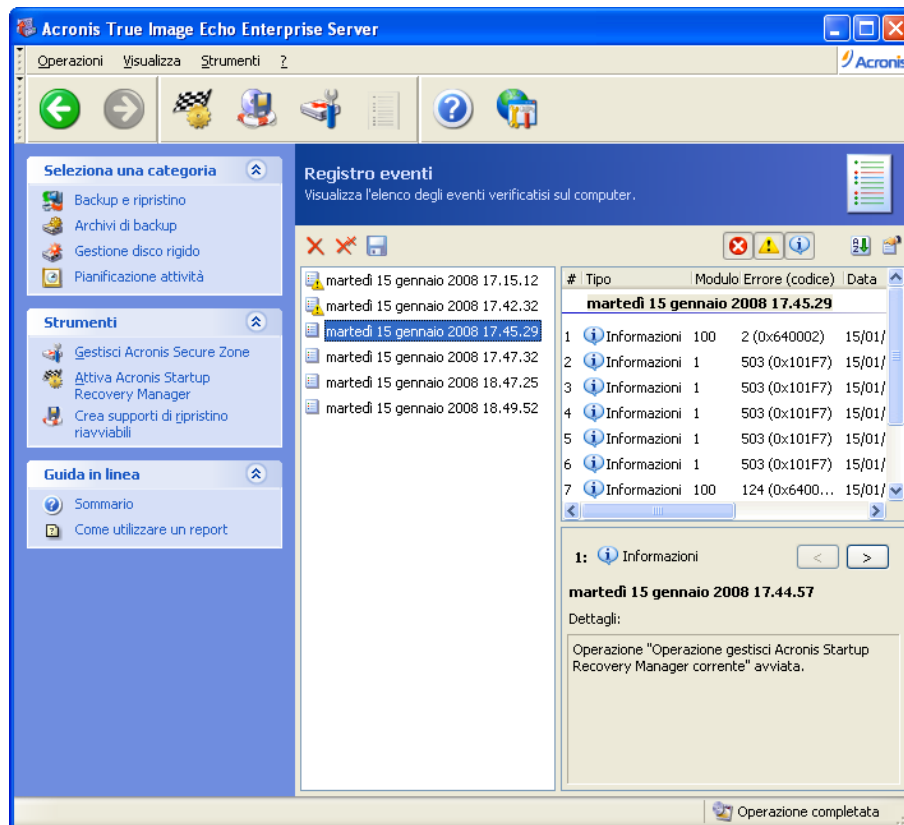 Acronis True Image Echo Enterprise Server
Operazioni Visualizza Strumenti ?
Acronis
Seleziona una categoria
Backup e ripristino
Archivi di backup
Gestione disco rigido
Pianificazione attività
Strumenti
Gestisci Acronis Secure Zone
Attiva Acronis Startup
Recovery Manager
Crea supporti di ripristino
riavviabili
Guida in linea
Sommario
Come utilizzare un report
Registro eventi
Visualizza l'elenco degli eventi verificatisi sul computer.
martedì 15 gennaio 2008 17.15.12
martedì 15 gennaio 2008 17.42.32
martedì 15 gennaio 2008 17.45.29
martedì 15 gennaio 2008 17.47.32
martedì 15 gennaio 2008 18.47.25
martedì 15 gennaio 2008 18.49.52
# Tipo Modulo Errore (codice) Data
martedì 15 gennaio 2008 17.45.29
1 Informazioni 100 2 (0x640002) 15/01/
2 Informazioni 1 503 (0x101F7) 15/01/
3 Informazioni 1 503 (0x101F7) 15/01/
4 Informazioni 1 503 (0x101F7) 15/01/
5 Informazioni 1 503 (0x101F7) 15/01/
6 Informazioni 1 503 (0x101F7) 15/01/
7 Informazioni 100 124 (0x6400... 15/01/
1: Informazioni < >
martedì 15 gennaio 2008 17.44.57
Dettagli:
Operazione "Operazione gestisci Acronis Startup
Recovery Manager corrente" avviata.
Operazione completata